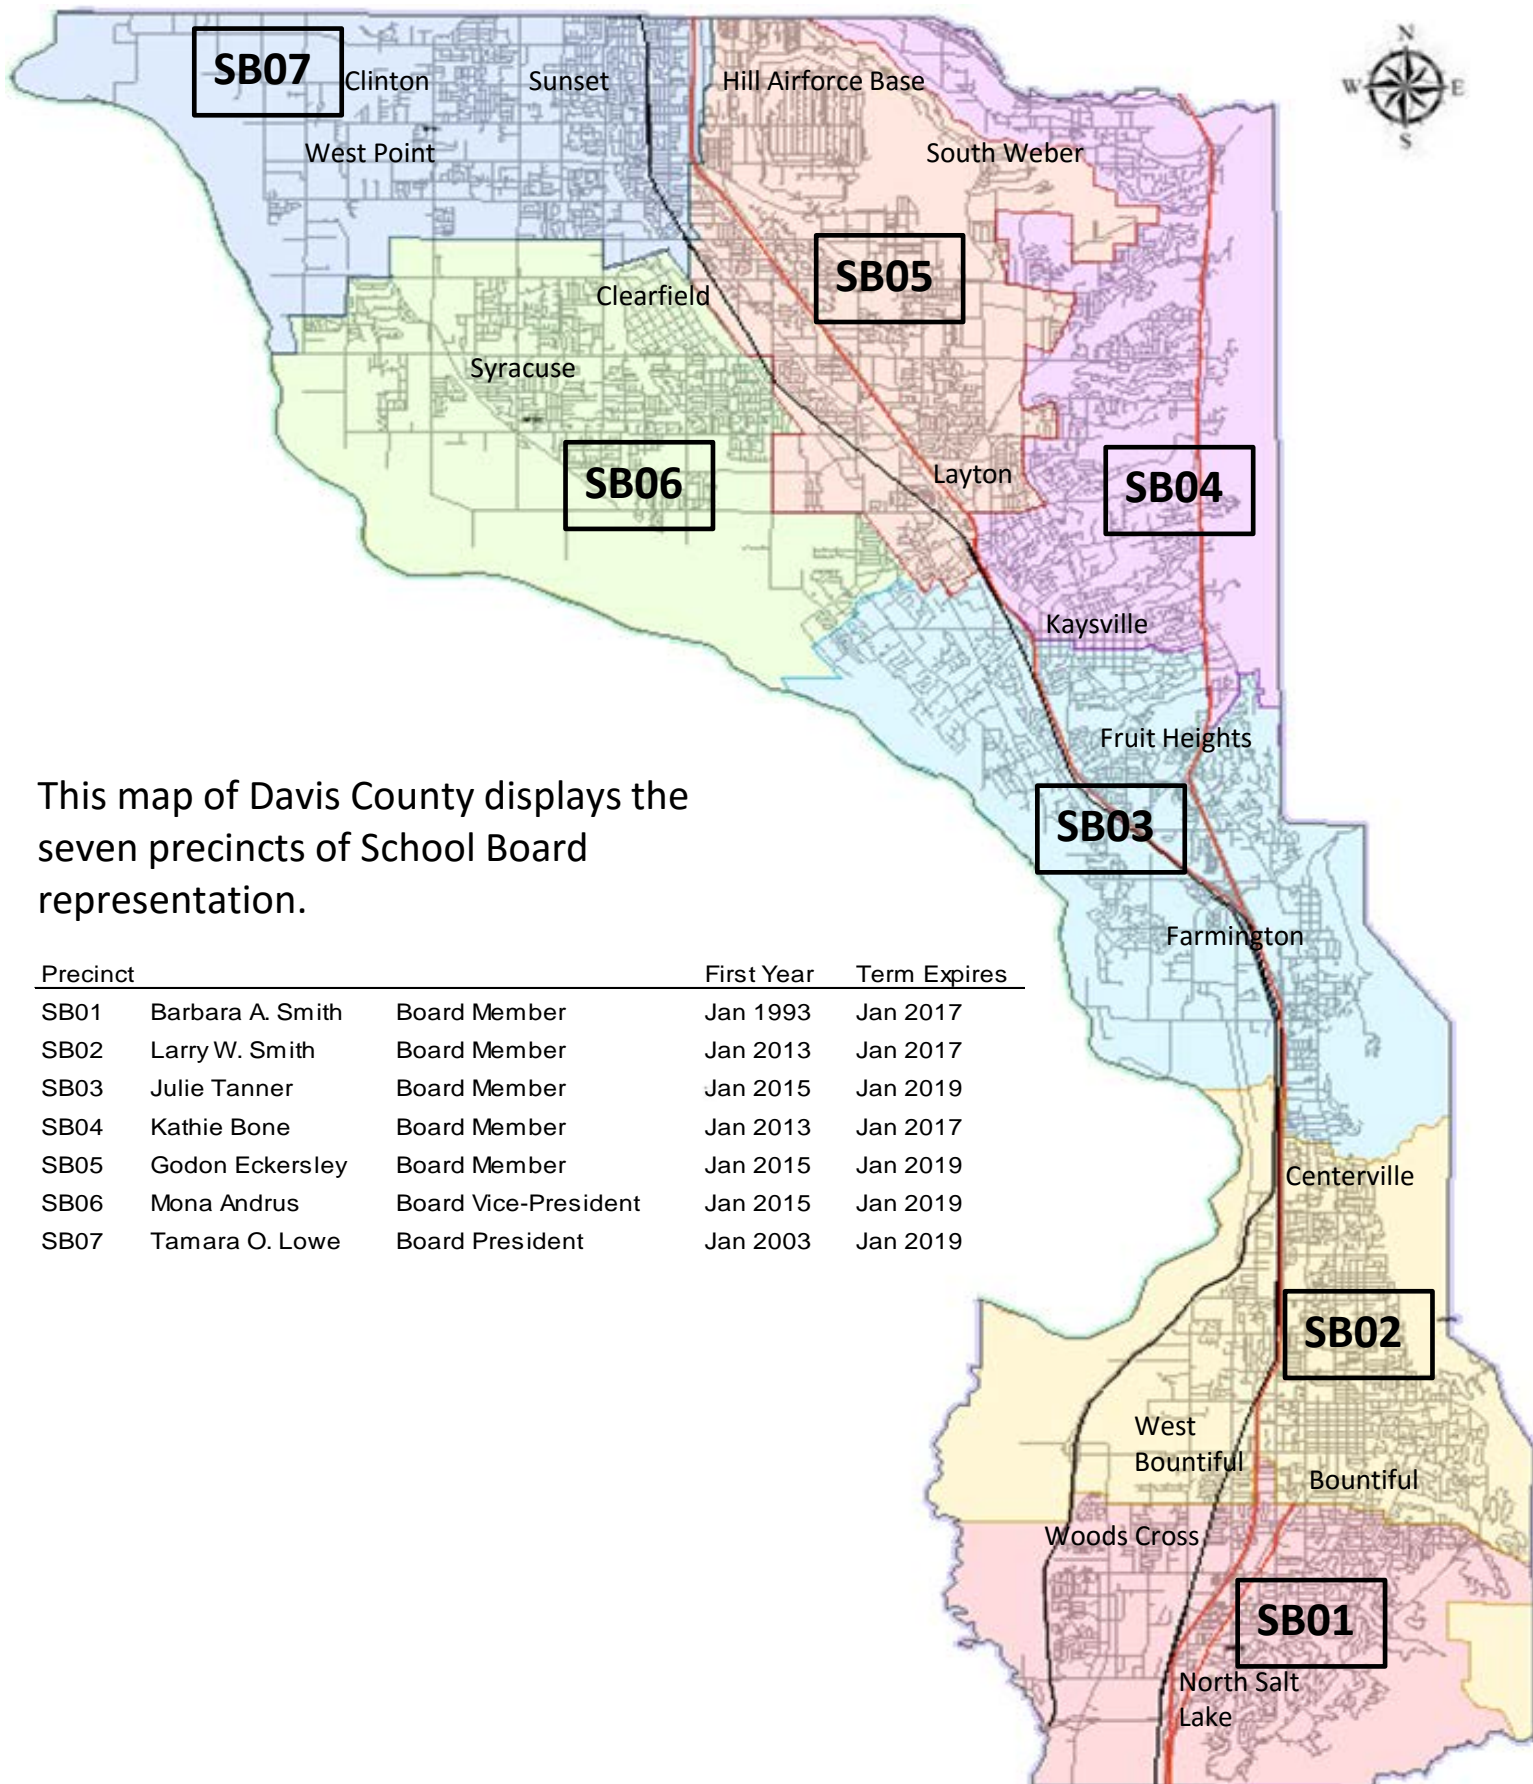 N
W
E
S
SB07
Clinton
Sunset
Hill Airforce Base
West Point
South Weber
SB05
Clearfield
Syracuse
SB06
Layton
SB04
Kaysville
Fruit Heights
SB03
Farmington
This map of Davis County displays the
seven precincts of School Board
representation.
Precinct First Year Term Expires
SB01 Barbara A. Smith Board Member Jan 1993 Jan 2017
SB02 Larry W. Smith Board Member Jan 2013 Jan 2017
SB03 Julie Tanner Board Member Jan 2015 Jan 2019
SB04 Kathie Bone Board Member Jan 2013 Jan 2017
SB05 Godon Eckersley Board Member Jan 2015 Jan 2019
SB06 Mona Andrus Board Vice-President Jan 2015 Jan 2019
SB07 Tamara O. Lowe Board President Jan 2003 Jan 2019
Centerville
SB02
West
Bountiful
Bountiful
Woods Cross
SB01
North Salt
Lake